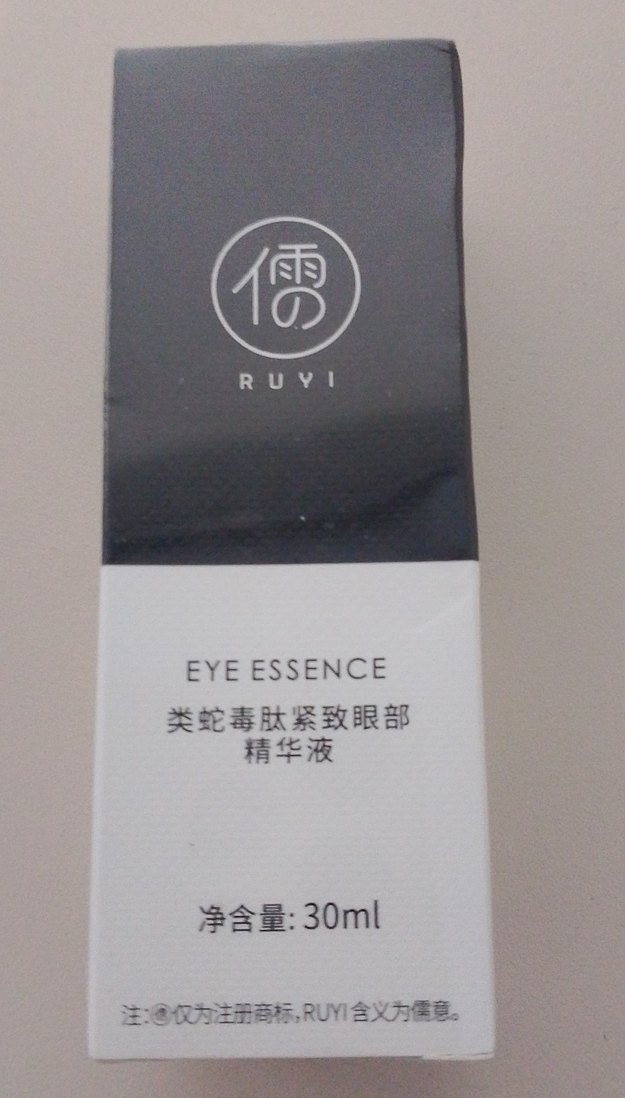 儒
RUYI
EYE ESSENCE
类蛇毒肽紧致眼部
精华液
净含量: 30ml
注:儒仅为注册商标,RUYI含义为儒意。